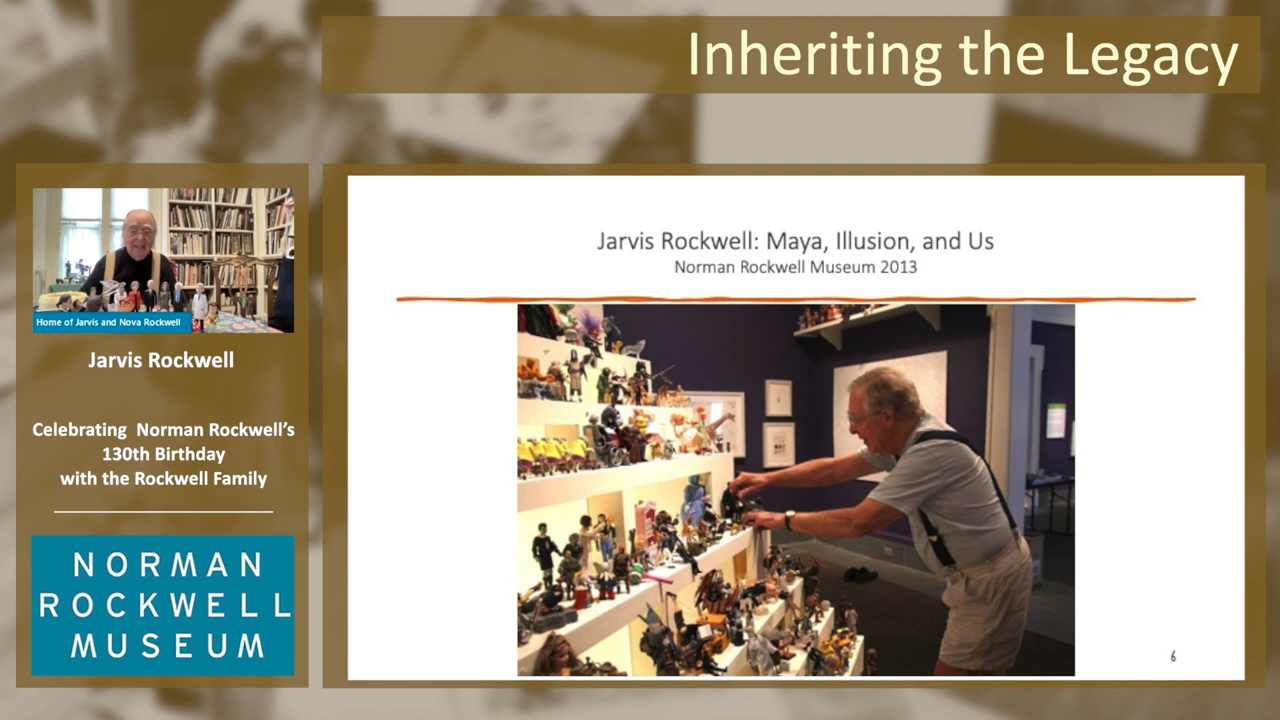 Inheriting the Legacy
Home of Jarvis and Nova Rockwell
Jarvis Rockwell
Celebrating Norman Rockwell’s
130th Birthday
with the Rockwell Family
NORMAN
ROCKWELL
MUSEUM
Jarvis Rockwell: Maya, Illusion, and Us
Norman Rockwell Museum 2013
6